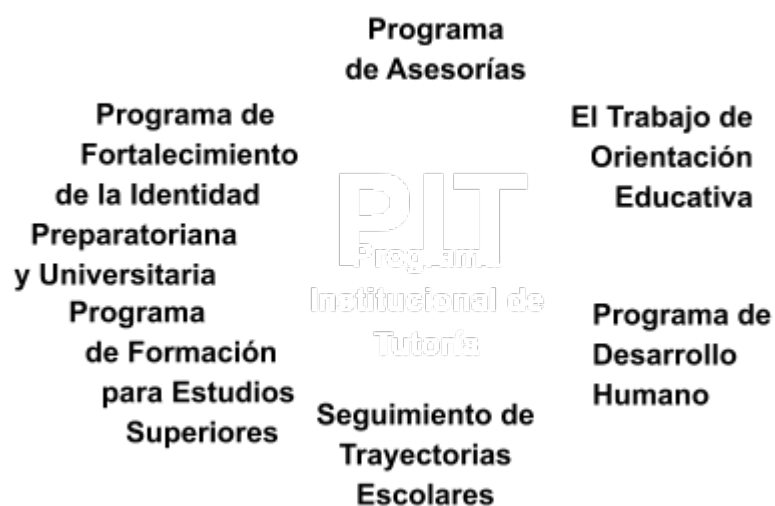 Programa
de Asesorías
El Trabajo de
Orientación
Educativa
Programa de
Desarrollo
Humano
Seguimiento de
Trayectorias
Escolares
Programa
de Formación
para Estudios
Superiores
Programa de
Fortalecimiento
de la Identidad
Preparatoriana
y Universitaria
PIT
Programa
Institucional de
Tutoría